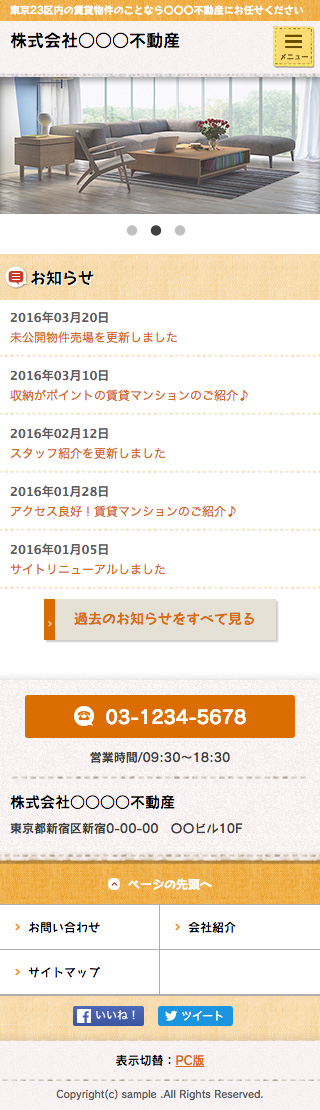 東京23区内の賃貸物件のことなら〇〇〇不動産にお任せください
株式会社〇〇〇不動産
メニュー
お知らせ
2016年03月20日
未公開物件売場を更新しました
2016年03月10日
収納がポイントの賃貸マンションのご紹介♪
2016年02月12日
スタッフ紹介を更新しました
2016年01月28日
アクセス良好！賃貸マンションのご紹介♪
2016年01月05日
サイトリニューアルしました
過去のお知らせをすべて見る
03-1234-5678
営業時間/09:30〜18:30
株式会社〇〇〇〇不動産
東京都新宿区新宿0-00-00　〇〇ビル10F
ページの先頭へ
お問い合わせ
会社紹介
サイトマップ
いいね！
ツイート
表示切替：PC版
Copyright(c) sample .All Rights Reserved.